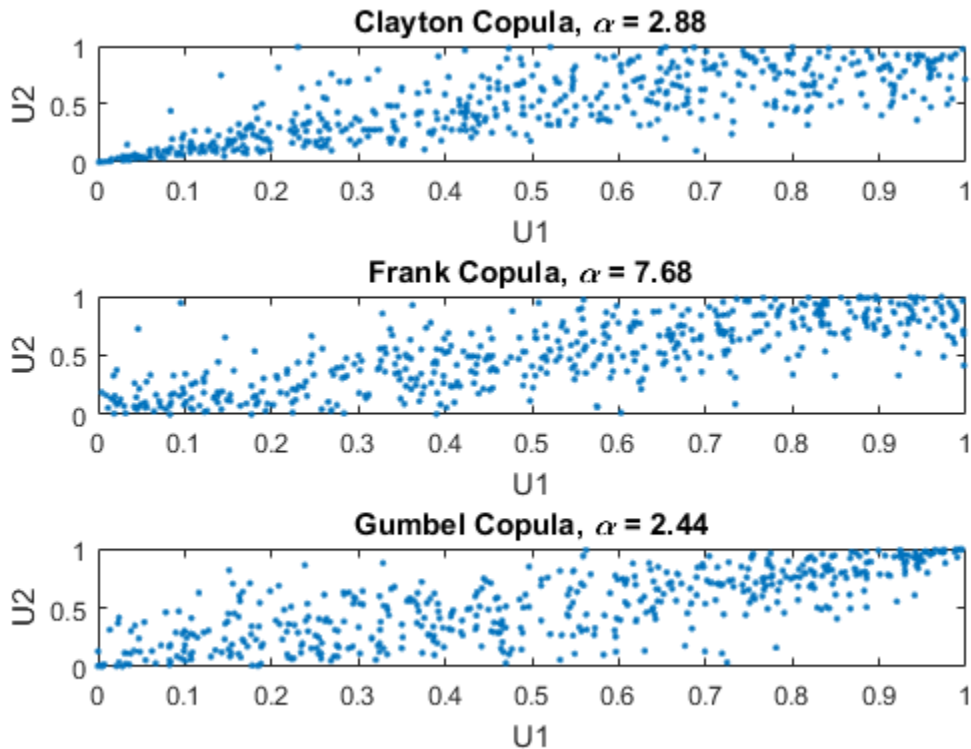 Clayton Copula, α = 2.88
1
0.5
0
U2
0 0.1 0.2 0.3 0.4 0.5 0.6 0.7 0.8 0.9 1
U1
Frank Copula, α = 7.68
1
0.5
0
U2
0 0.1 0.2 0.3 0.4 0.5 0.6 0.7 0.8 0.9 1
U1
Gumbel Copula, α = 2.44
1
0.5
0
U2
0 0.1 0.2 0.3 0.4 0.5 0.6 0.7 0.8 0.9 1
U1